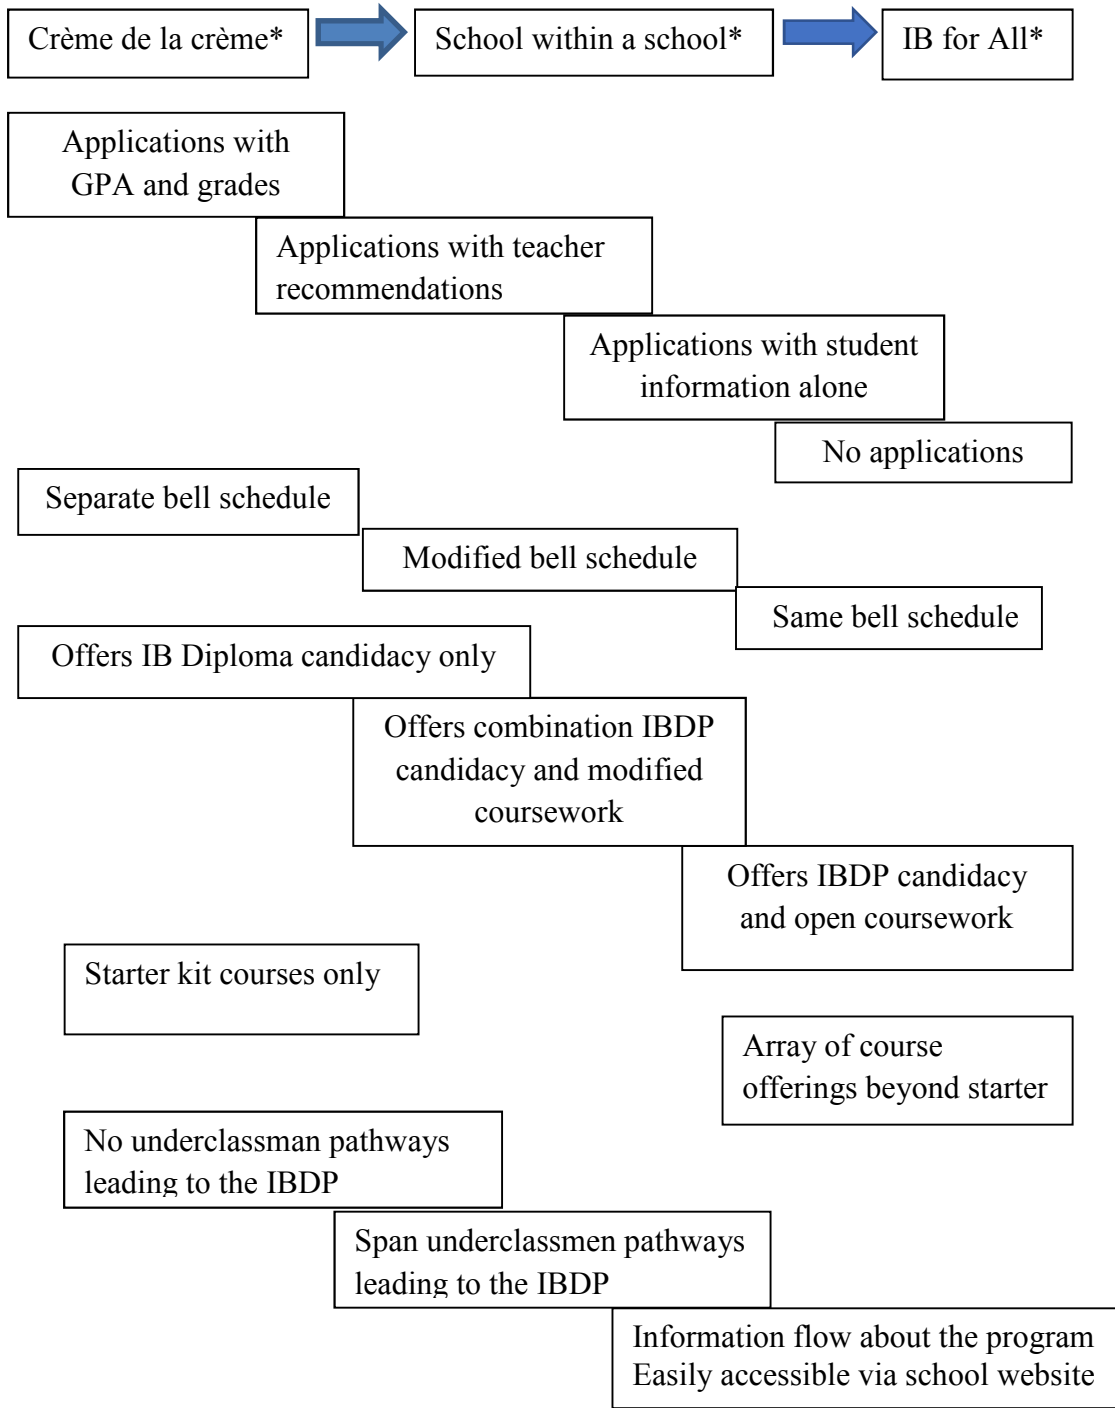 Crème de la crème* School within a school* IB for All*
Applications with
GPA and grades
Applications with teacher
recommendations
Applications with student
information alone
No applications
Separate bell schedule
Modified bell schedule
Same bell schedule
Offers IB Diploma candidacy only
Offers combination IBDP
candidacy and modified
coursework
Offers IBDP candidacy
and open coursework
Starter kit courses only
Array of course
offerings beyond starter
No underclassman pathways
leading to the IBDP
Span underclassmen pathways
leading to the IBDP
Information flow about the program
Easily accessible via school website